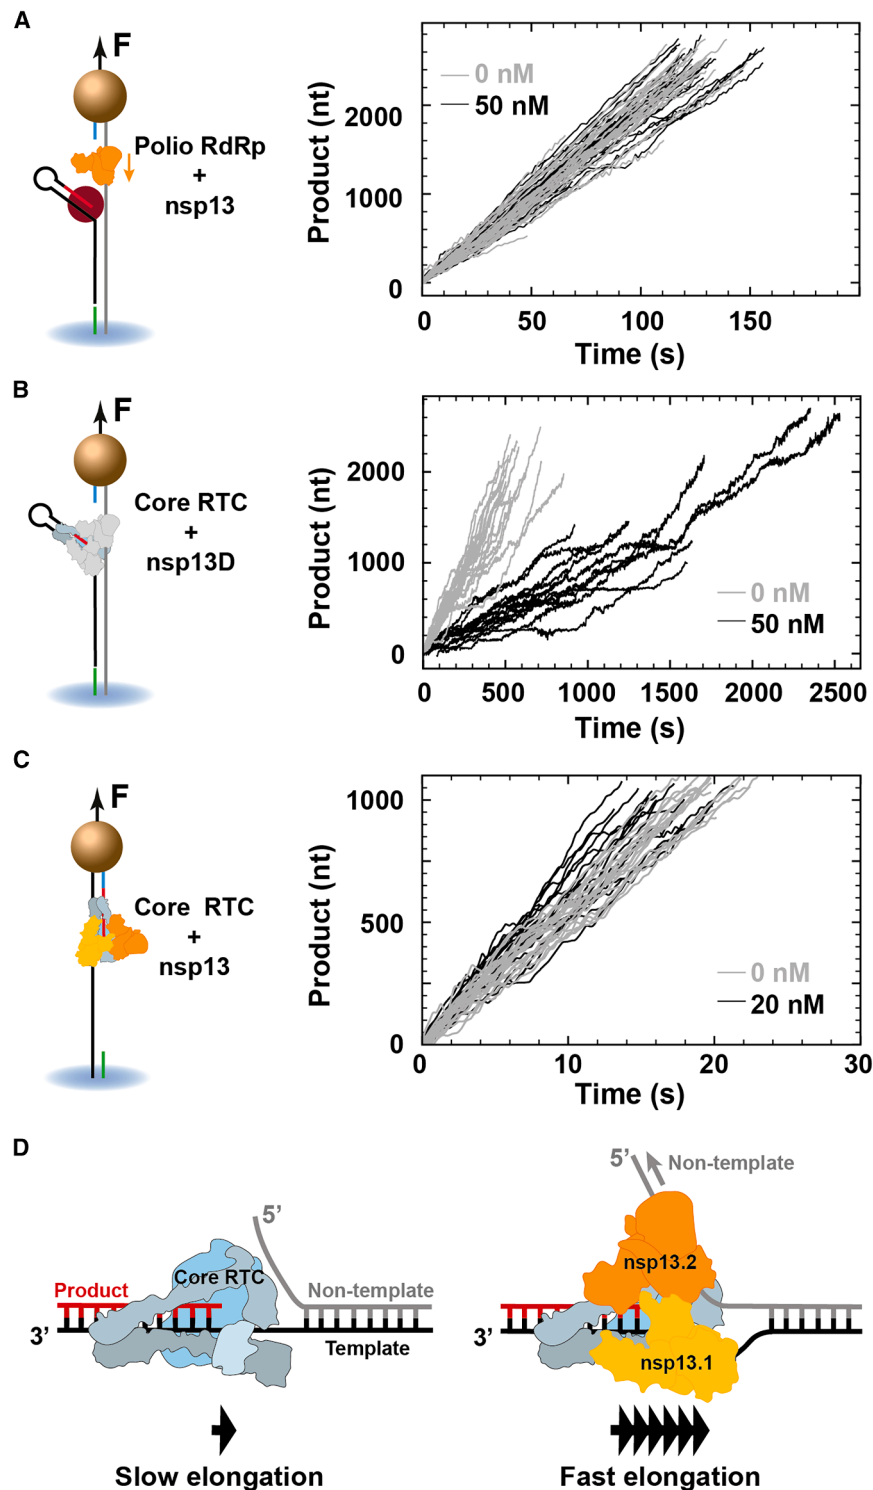 A
F
Polio RdRp
+
nsp13
Product (nt)
2000
1000
0
0 nM
50 nM
0 50 100 150
Time (s)
B
F
Core RTC
+
nsp13D
Product (nt)
2000
1000
0
0 nM
50 nM
0 500 1000 1500 2000 2500
Time (s)
C
F
Core RTC
+
nsp13
Product (nt)
1000
500
0
0 nM
20 nM
0 10 20 30
Time (s)
D
5’
Core RTC
Product
Non-template
3’
Template
Slow elongation
5’
Non-template
nsp13.2
3’
nsp13.1
Fast elongation